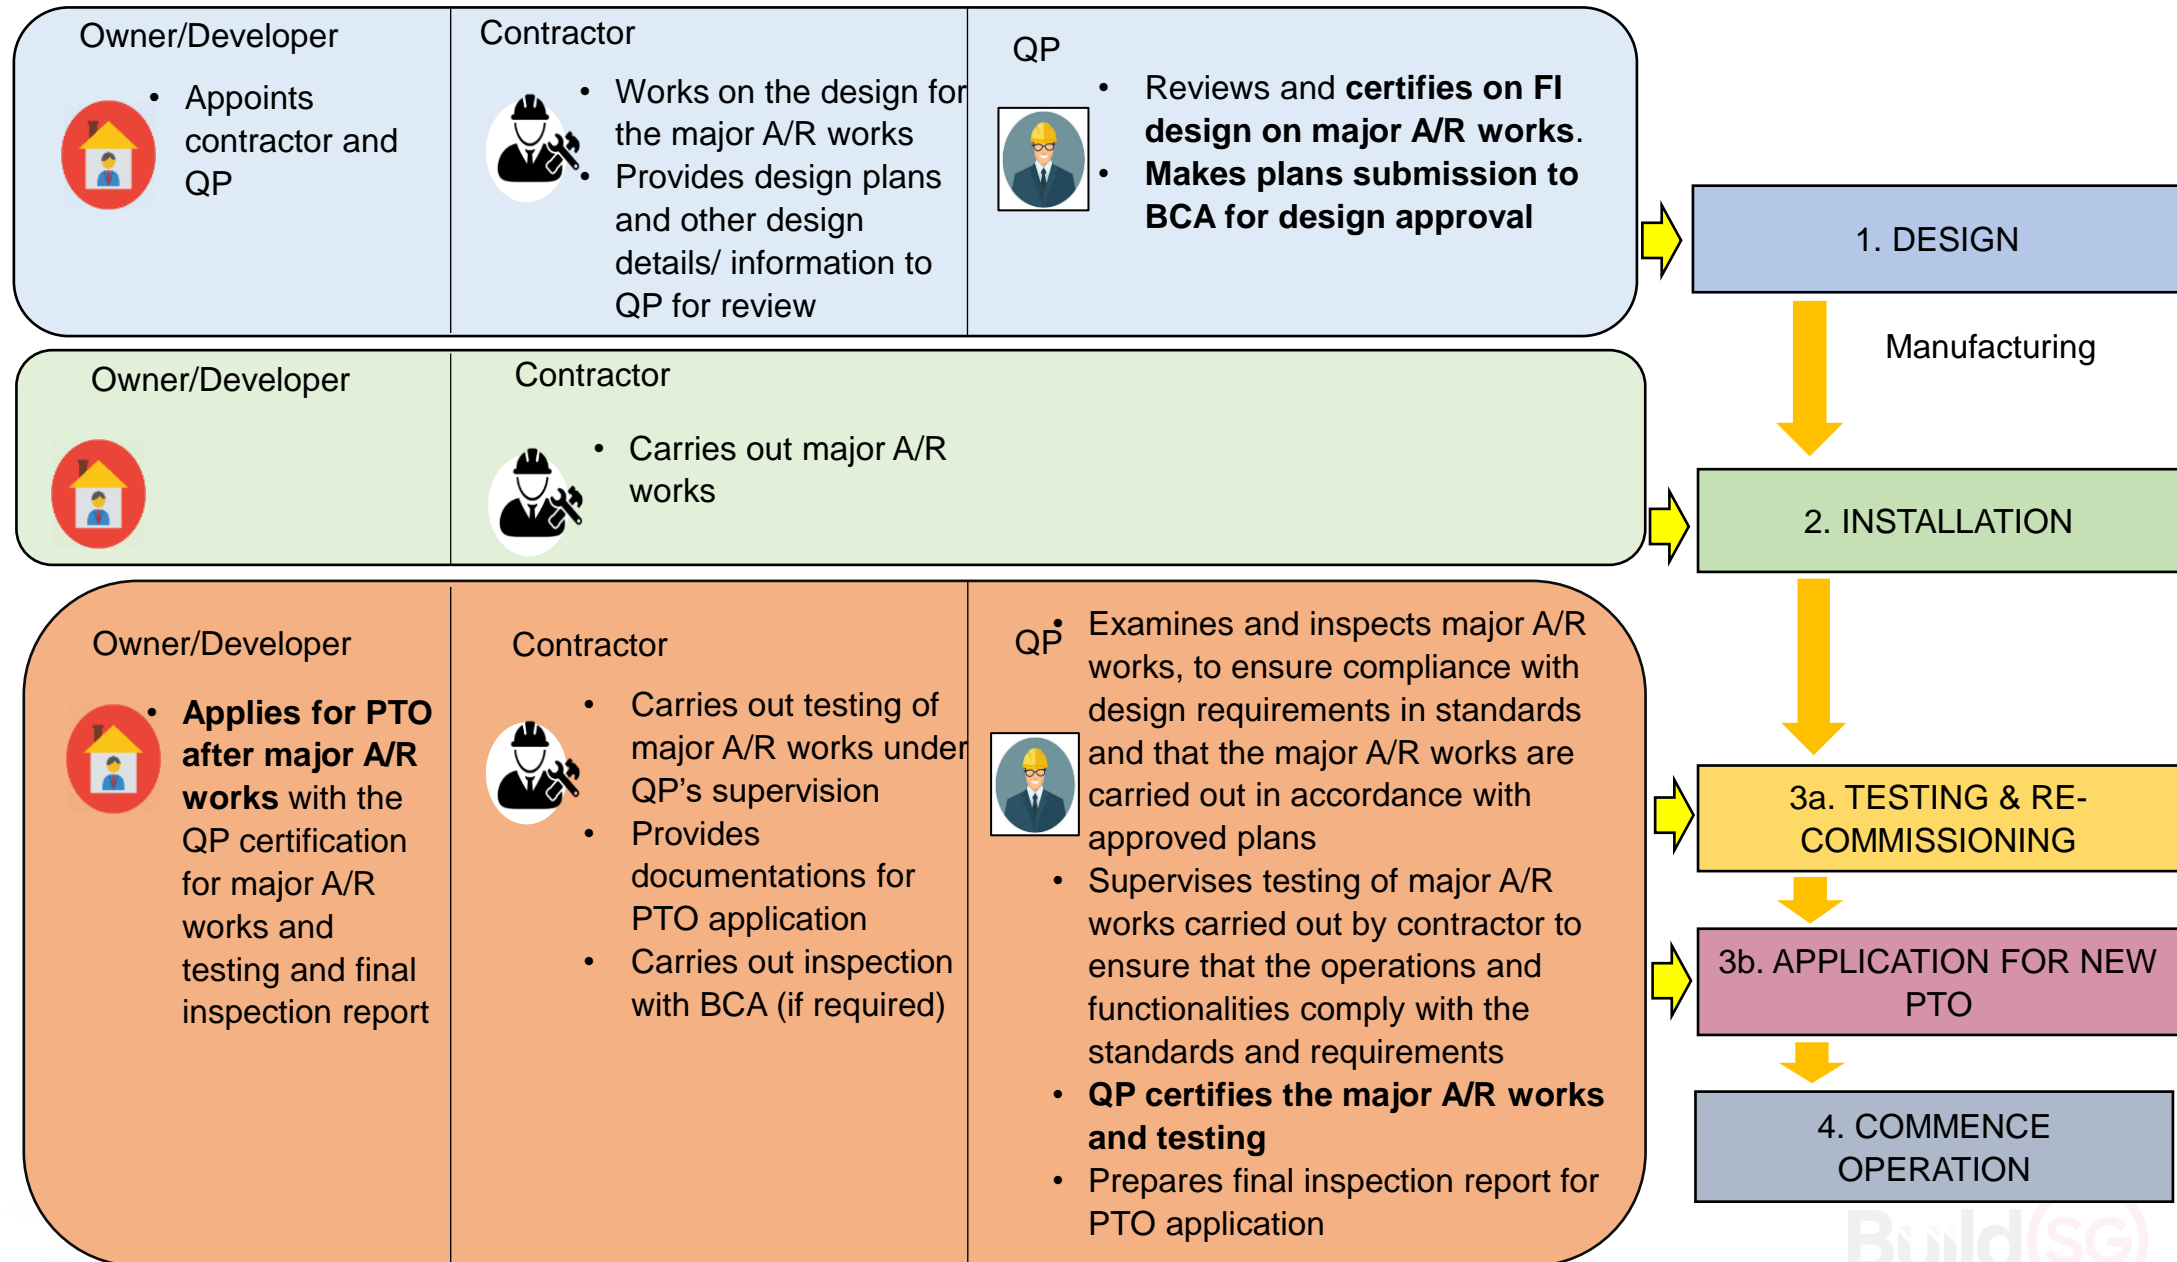 Owner/Developer
• Appoints
contractor and
QP
Contractor
• Works on the design for
the major A/R works
• Provides design plans
and other design
details/ information to
QP for review
QP
• Reviews and certifies on FI
design on major A/R works.
• Makes plans submission to
BCA for design approval
1. DESIGN
Manufacturing
Owner/Developer
Contractor
• Carries out major A/R
works
2. INSTALLATION
Owner/Developer
• Applies for PTO
after major A/R
works with the
QP certification
for major A/R
works and
testing and final
inspection report
Contractor
• Carries out testing of
major A/R works under
QP’s supervision
• Provides
documentations for
PTO application
• Carries out inspection
with BCA (if required)
QP
• Examines and inspects major A/R
works, to ensure compliance with
design requirements in standards
and that the major A/R works are
carried out in accordance with
approved plans
• Supervises testing of major A/R
works carried out by contractor to
ensure that the operations and
functionalities comply with the
standards and requirements
• QP certifies the major A/R works
and testing
• Prepares final inspection report for
PTO application
3a. TESTING & RE-
COMMISSIONING
3b. APPLICATION FOR NEW
PTO
4. COMMENCE
OPERATION
Build SG